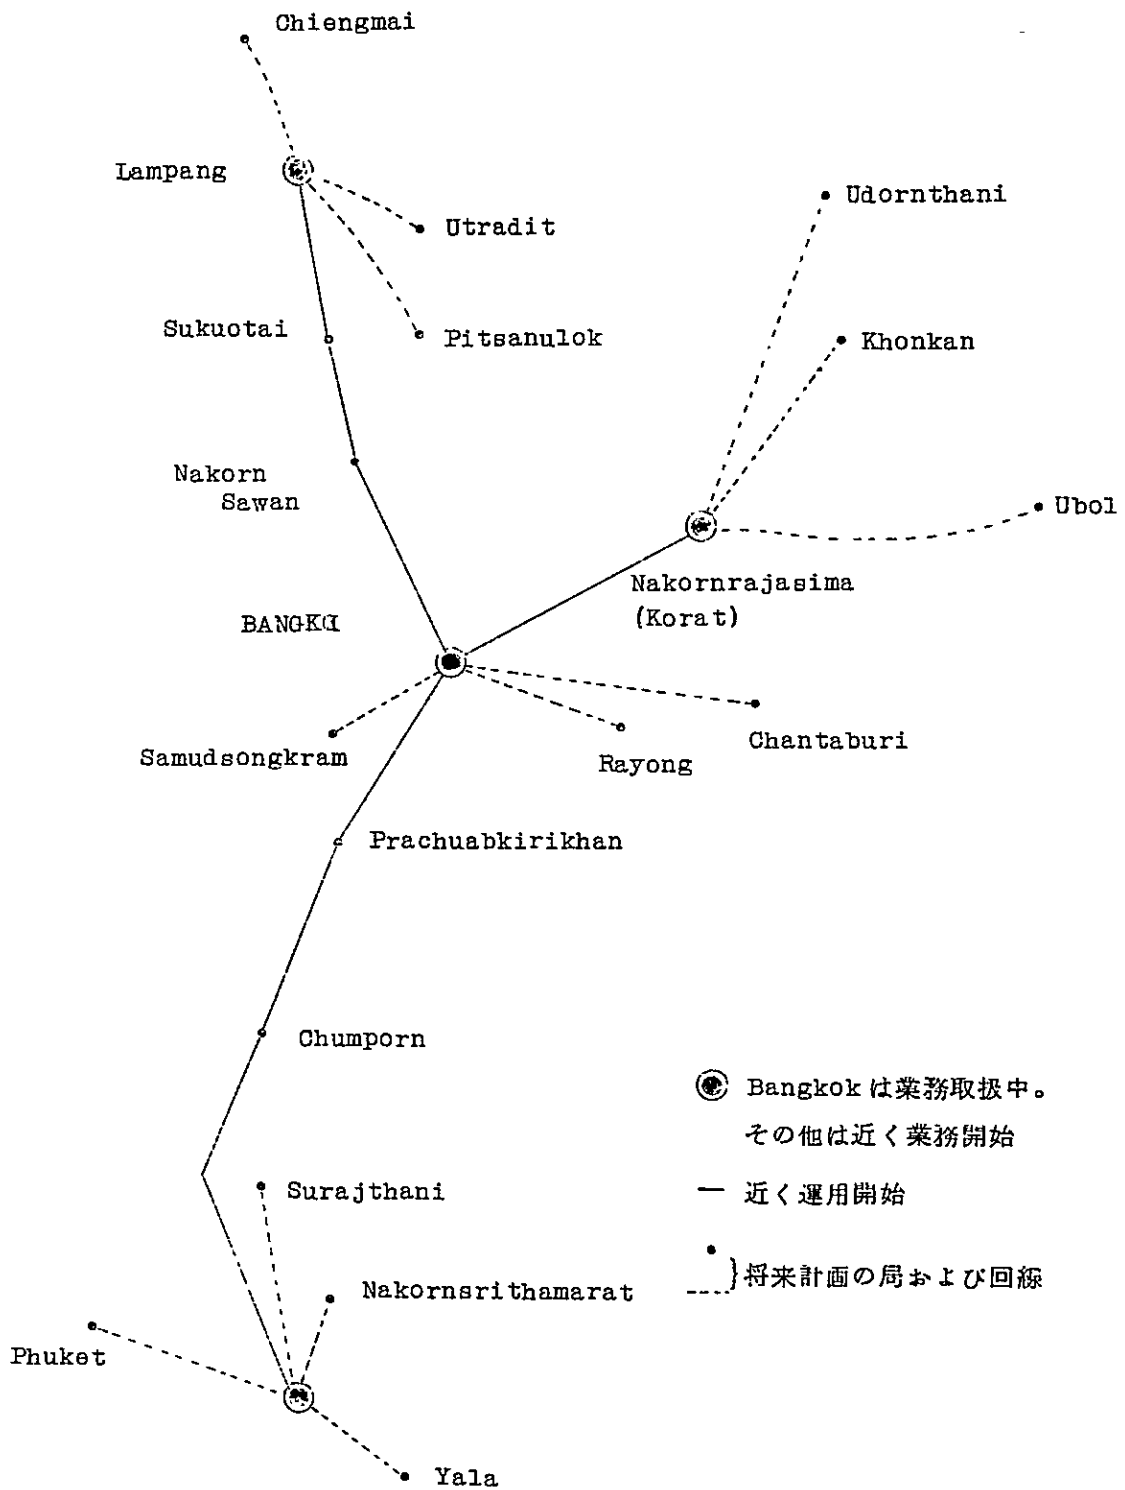 Chiengmai
Lampang
Udornthani
Utradit
Sukuotai
Pitsanulok
Khonkan
Nakorn
Sawan
Ubol
Nakornrajasima
(Korat)
Samudsongkram
Rayong
Chantaburi
Prachuabkirikhan
Chumporn
Bangkokは業務取扱中。
その他は近く業務開始
近く運用開始
Surajthani
将来計画の局および回線
Nakornsrithamarat
Phuket
Yala